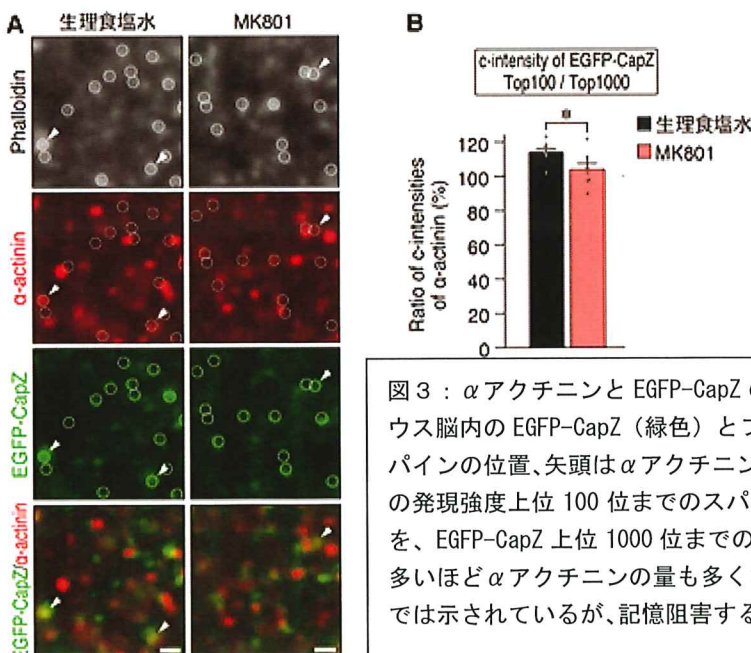 A
生理食塩水
MK801
Phalloidin
α-actinin
EGFP-CapZ
EGFP-CapZ/α-actinin
B
c-intensity of EGFP-CapZ
Top100 / Top1000
*
生理食塩水
MK801
Ratio of c-intensities
of α-actinin (%)
120
100
80
60
40
20
0
図3：αアクチニンと EGFP-CapZ
ウス脳内の EGFP-CapZ（緑色）とフ
パインの位置、矢頭はαアクチニン
の発現強度上位 100 位までのスパ
を、EGFP-CapZ 上位 1000 位までの
多いほどαアクチニンの量も多く
では示されているが、記憶阻害する